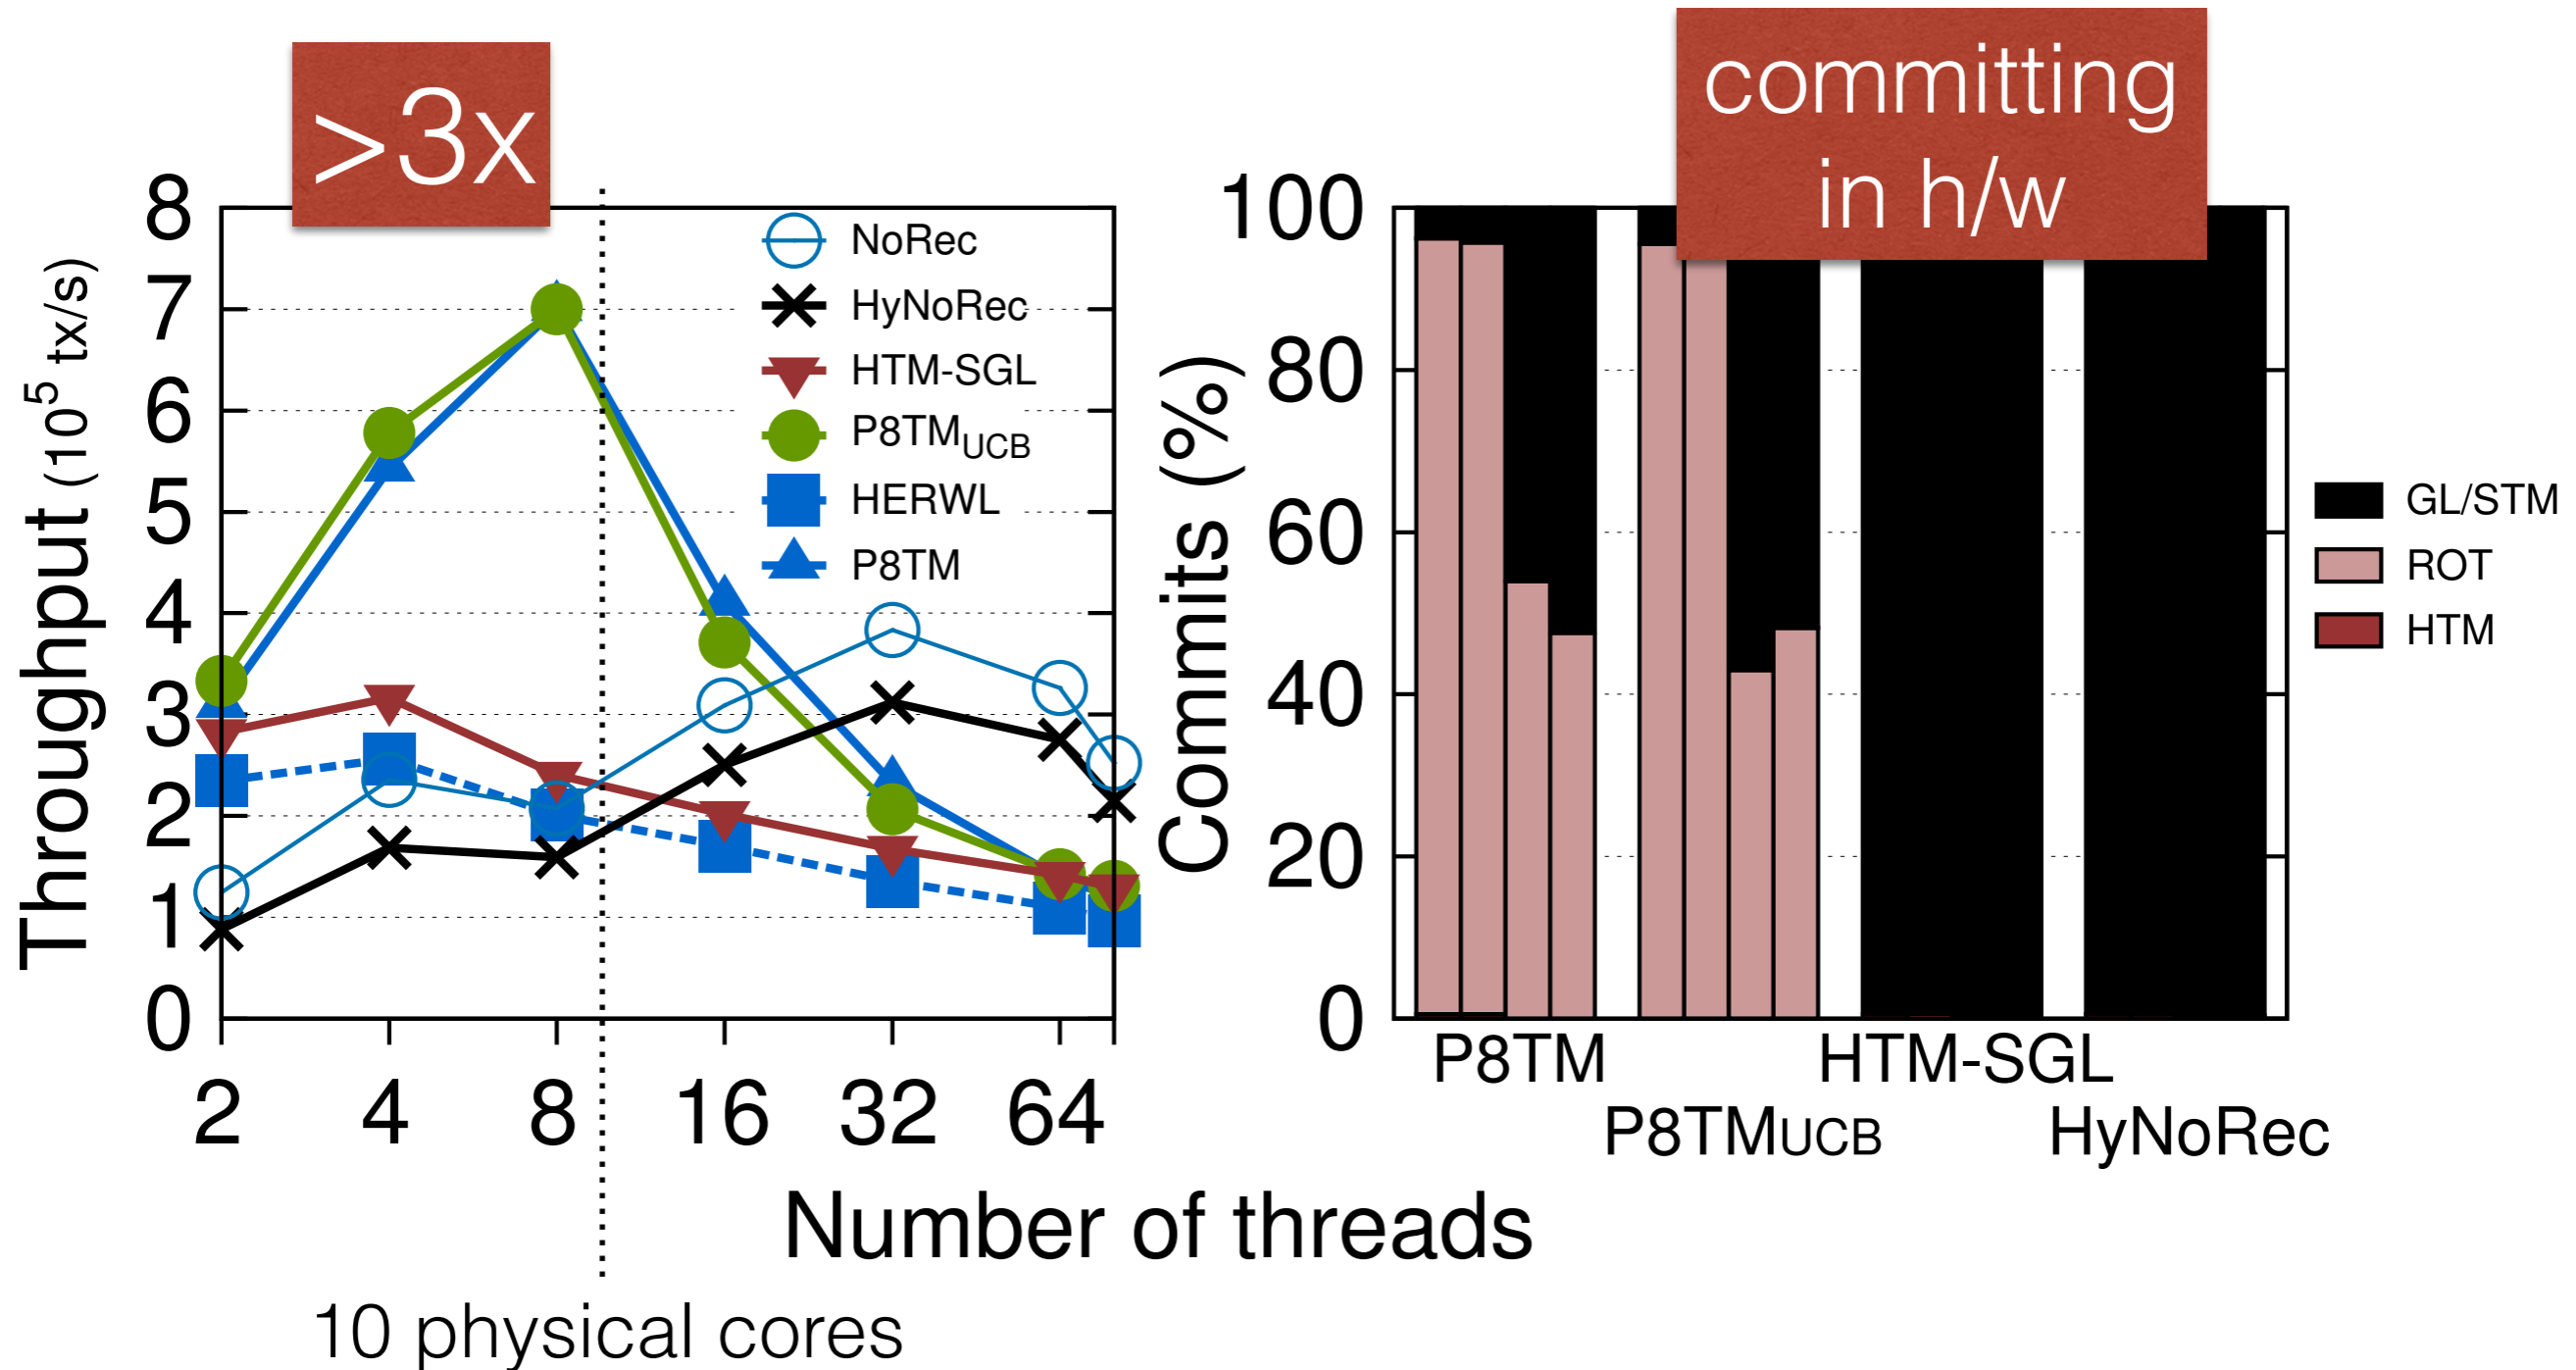 >3x
committing
in h/w
Throughput (10^5 tx/s)
8
7
6
5
4
3
2
1
0
NoRec
HyNoRec
HTM-SGL
P8TM_UCB
HERWL
P8TM
2 4 8 16 32 64
Commits (%)
100
80
60
40
20
0
P8TM HTM-SGL
P8TMUCB HyNoRec
GL/STM
ROT
HTM
Number of threads
10 physical cores